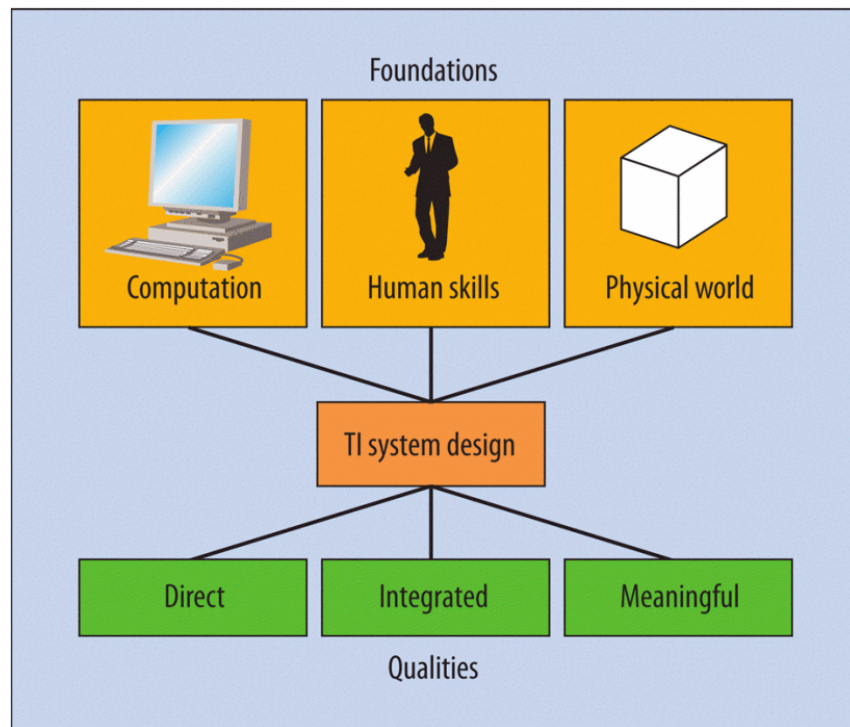 Foundations
Computation
Human skills
Physical world
TI system design
Direct
Integrated
Meaningful
Qualities